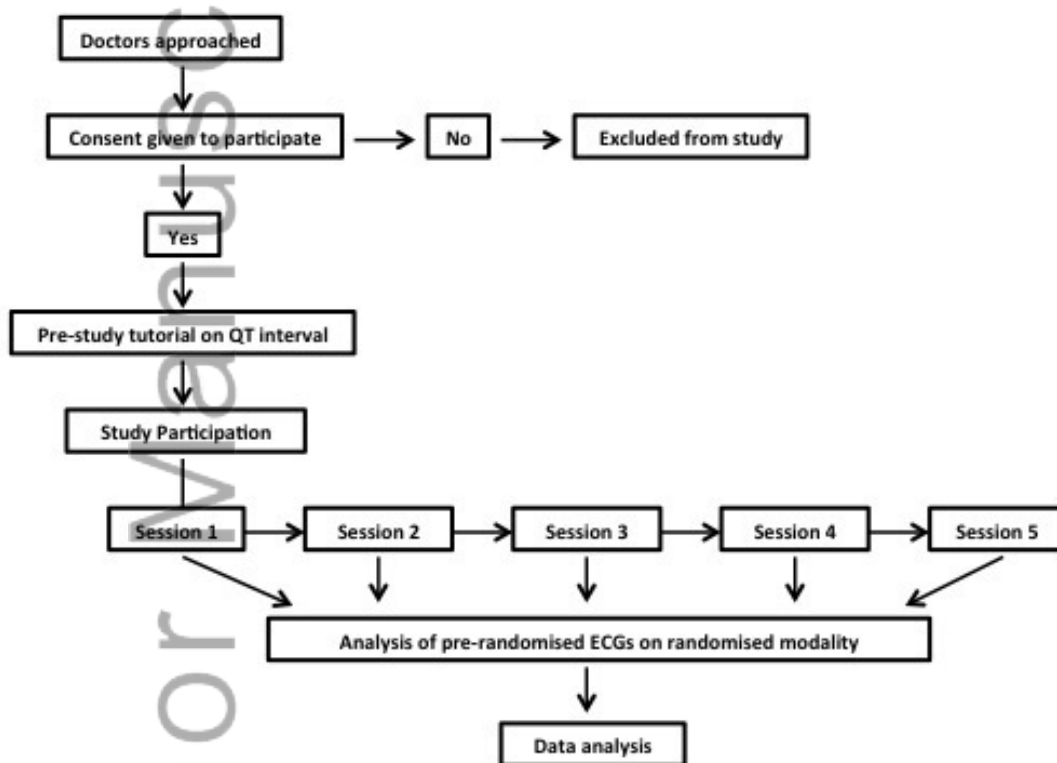 Doctors approached
Consent given to participate
No
Excluded from study
Yes
Pre-study tutorial on QT interval
Study Participation
Session 1
Session 2
Session 3
Session 4
Session 5
Analysis of pre-randomised ECGs on randomised modality
Data analysis
or Manusc